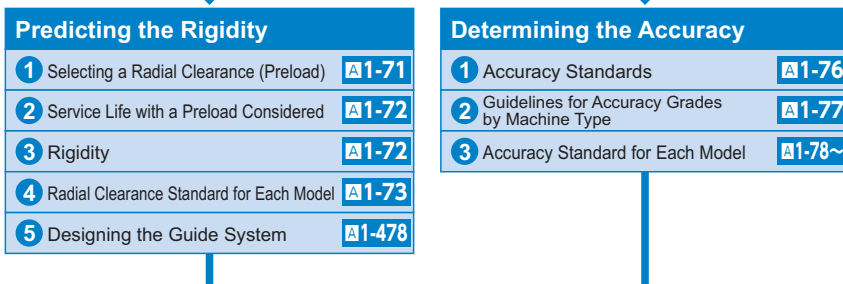 Predicting the Rigidity
1 Selecting a Radial Clearance (Preload) A1-71
2 Service Life with a Preload Considered A1-72
3 Rigidity A1-72
4 Radial Clearance Standard for Each Model A1-73
5 Designing the Guide System A1-478
Determining the Accuracy
1 Accuracy Standards A1-76
2 Guidelines for Accuracy Grades
by Machine Type A1-77
3 Accuracy Standard for Each Model A1-78~